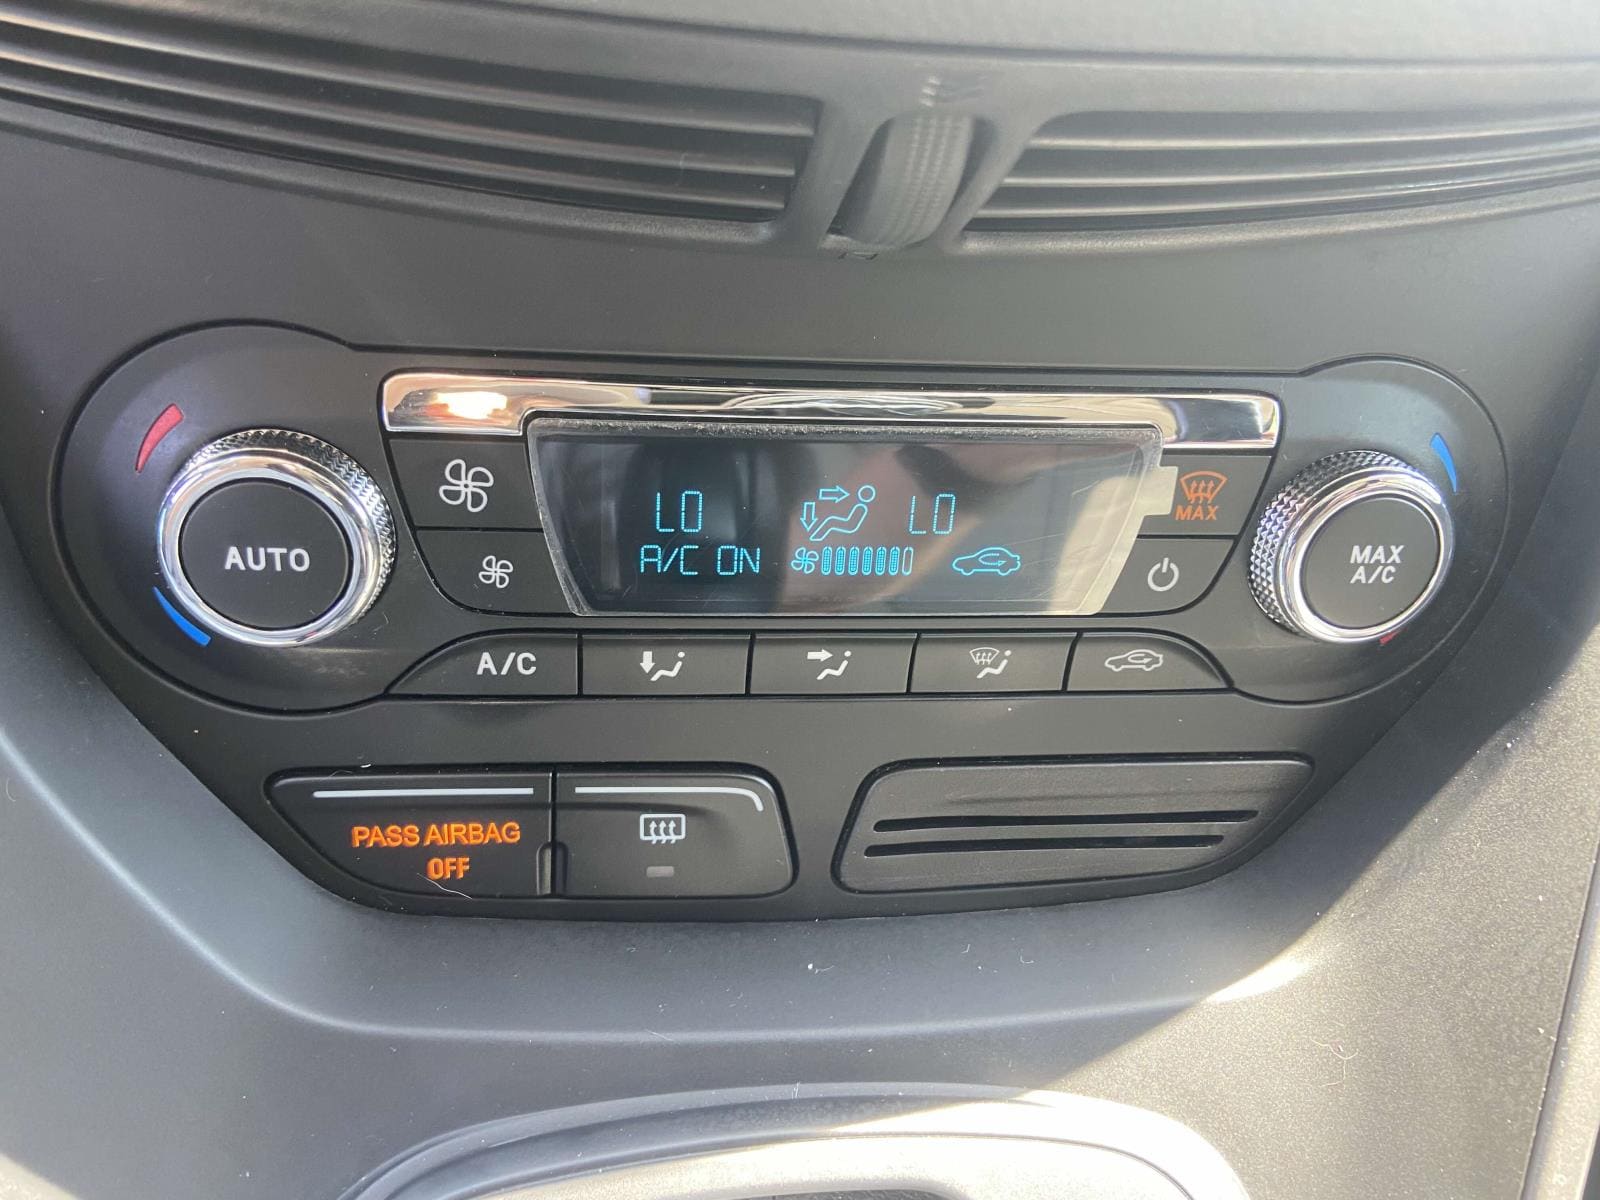 LO LO
A/C ON
MAX
AUTO
MAX
A/C
A/C
PASS AIRBAG
OFF